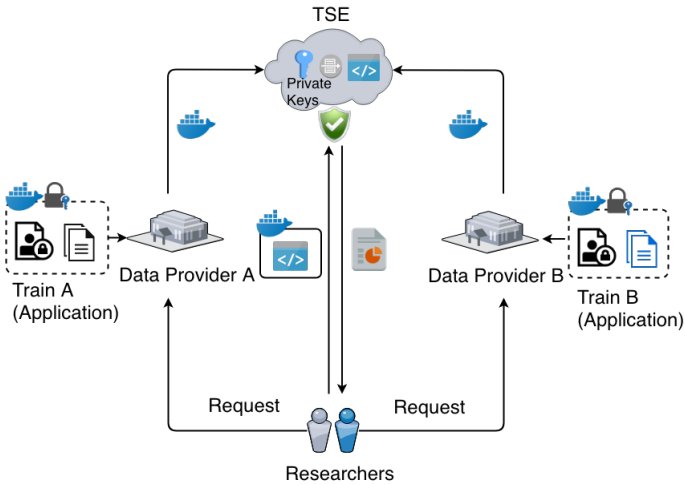 TSE
</>
Private
Keys
</>
Data Provider A
Data Provider B
Train A
(Application)
Train B
(Application)
Request
Request
Researchers